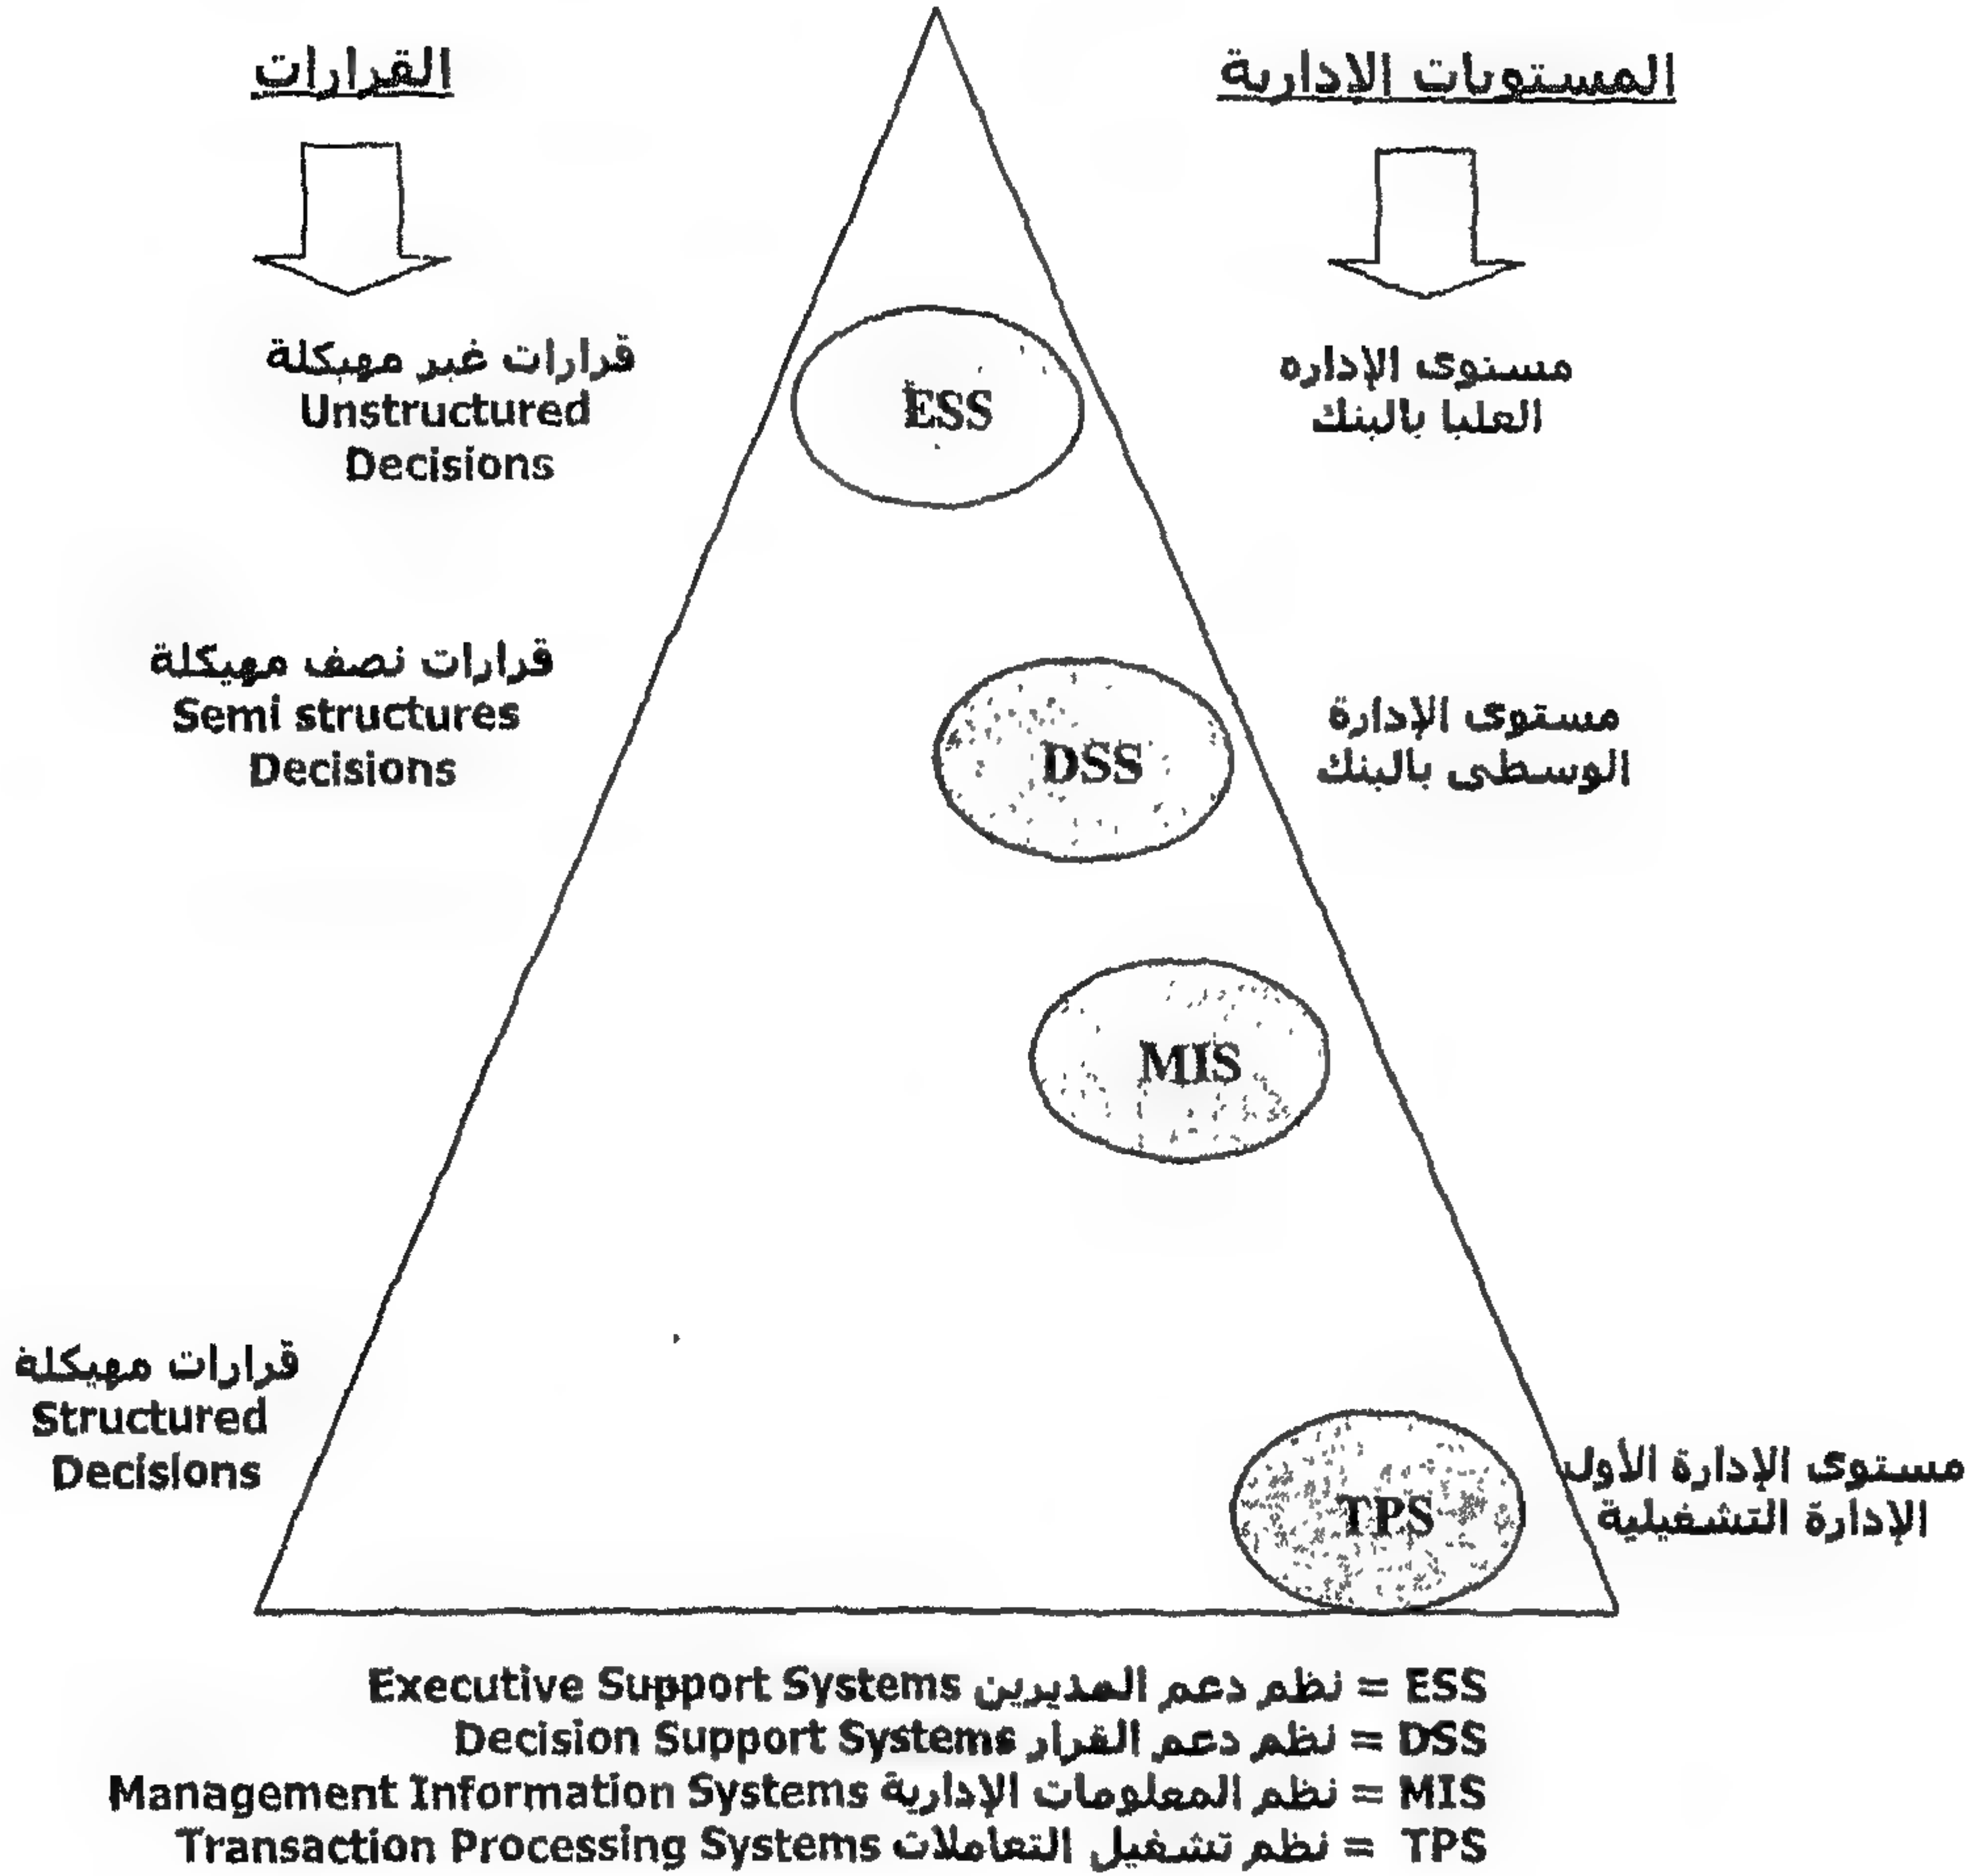 المستويات الادارية
القرارات
مستوى الإداره
العليا بالبنك
ESS
قرارات غير مهيكلة
Unstructured
Decisions
مستوى الإدارة
الوسطى بالبنك
DSS
قرارات نصف مهيكلة
Semi structures
Decisions
MIS
مستوى الإدارة الأول
الإدارة التشغيلية
TPS
قرارات مهيكلة
Structured
Decisions
ESS = نظم دعم المديرين Executive Support Systems
DSS = نظم دعم القرار Decision Support Systems
MIS = نظم المعلومات الإدارية Management Information Systems
TPS = نظم تشغيل التعاملات Transaction Processing Systems